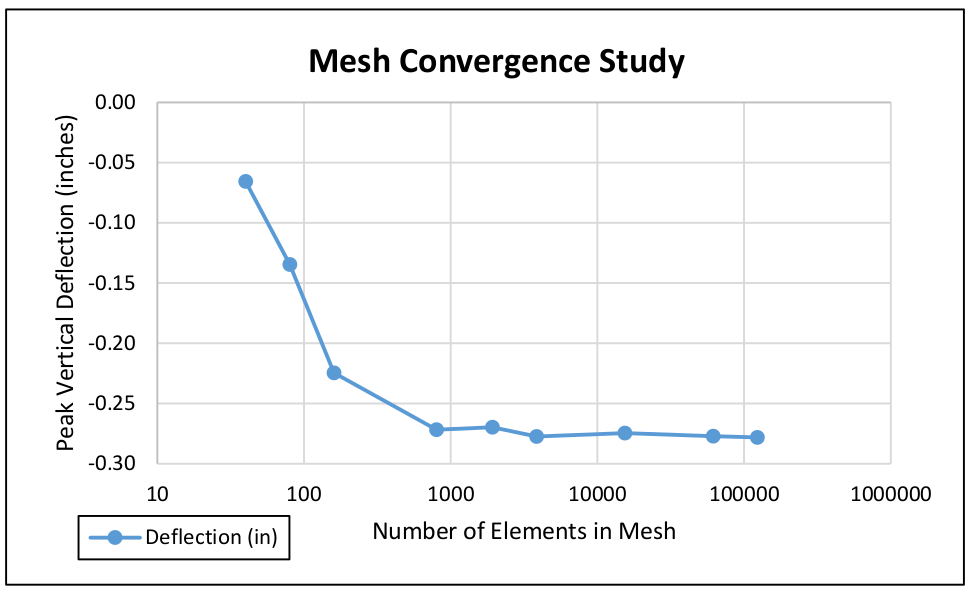 Mesh Convergence Study
Peak Vertical Deflection (inches)
0.00
-0.05
-0.10
-0.15
-0.20
-0.25
-0.30
10 100 1000 10000 100000 1000000
Number of Elements in Mesh
Deflection (in)